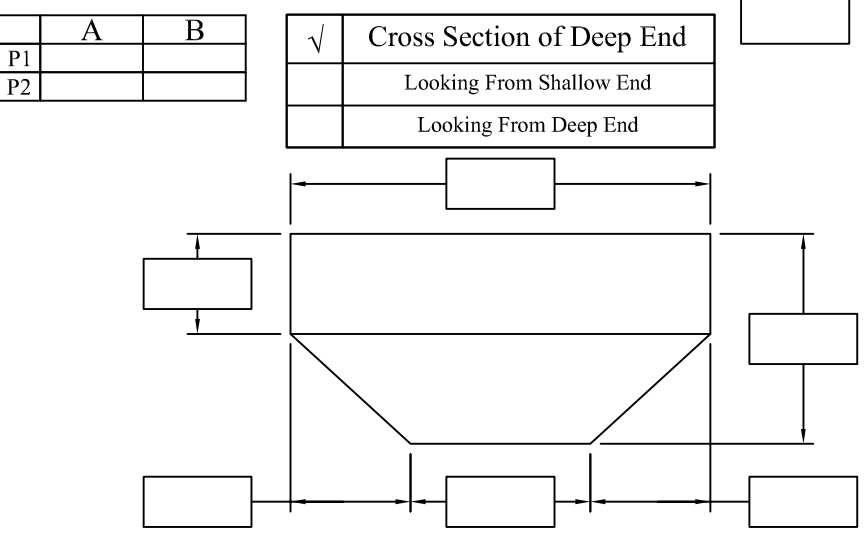 A B
P1
P2
√ Cross Section of Deep End
Looking From Shallow End
Looking From Deep End